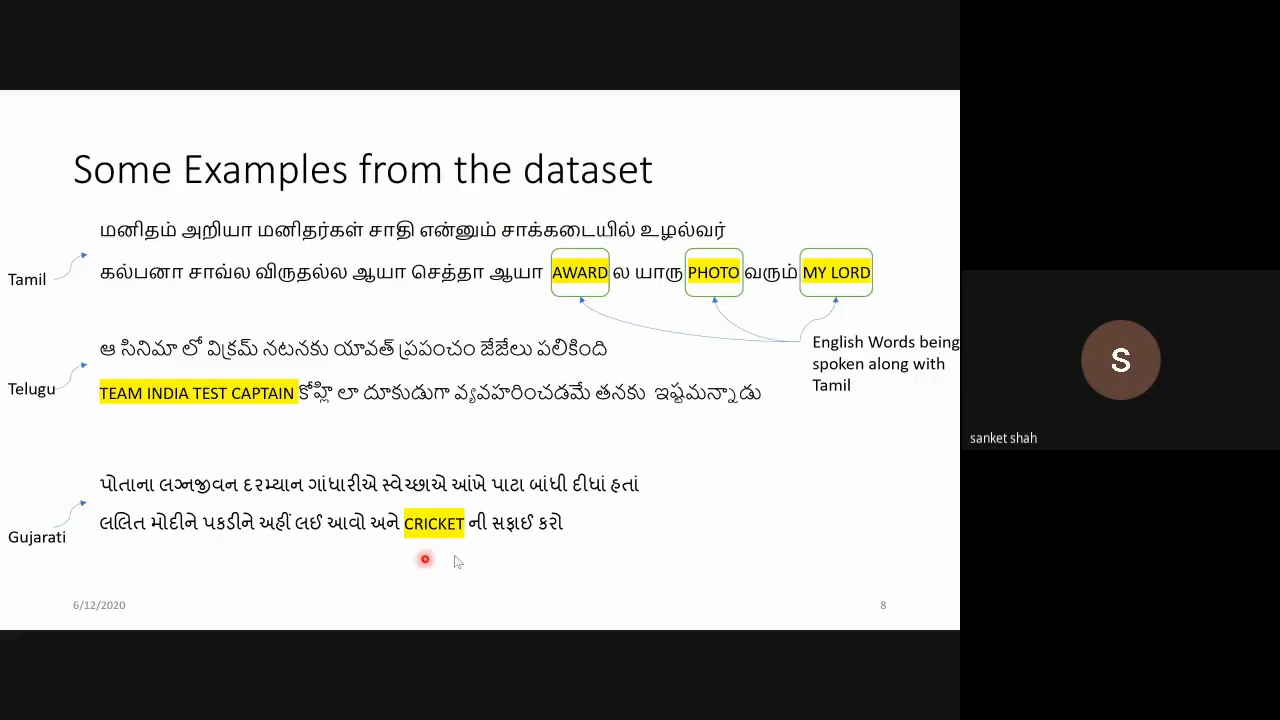 Some Examples from the dataset
மனிதம் அறியா மனிதர்கள் சாதி என்னும் சாக்கடையில் உழல்வர்
Tamil
கல்பனா சாவ்ல விருதல்ல ஆயா செத்தா ஆயா AWARD ல யாரு PHOTO வரும் MY LORD
English Words being
spoken along with
Tamil
ఆ సినిమా లో విక్రమ్ నటనకు యావత్ ప్రపంచం జేజేలు పలికింది
Telugu
TEAM INDIA TEST CAPTAIN కోహ్లి లా దూకుడుగా వ్యవహరించడమే తనకు ఇష్టమన్నాడు
પોતાના લગ્નજીવન દરમ્યાન ગાંધારીએ સ્વેચ્છાએ આંખે પાટા બાંધી દીધાં હતાં
લલિત મોદીને પકડીને અહીં લઈ આવો અને CRICKET ની સફાઈ કરો
Gujarati
6/12/2020
8
S
sanket shah